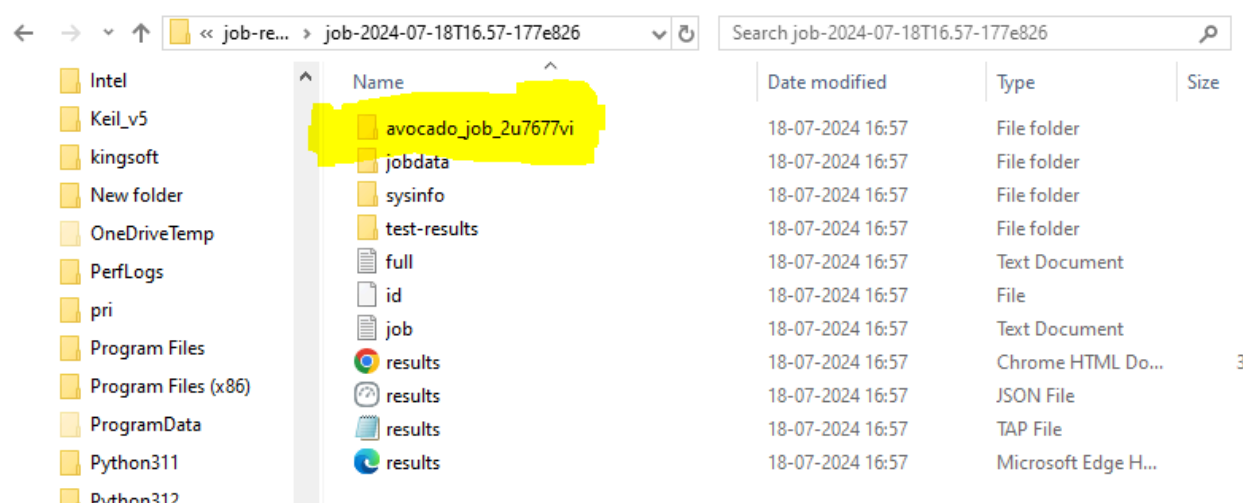 « job-re... > job-2024-07-18T16.57-177e826
Search job-2024-07-18T16.57-177e826
Intel
Keil_v5
kingsoft
New folder
OneDriveTemp
PerfLogs
pri
Program Files
Program Files (x86)
ProgramData
Python311
Python312
Name Date modified Type Size
avocado_job_2u7677vi 18-07-2024 16:57 File folder
jobdata 18-07-2024 16:57 File folder
sysinfo 18-07-2024 16:57 File folder
test-results 18-07-2024 16:57 File folder
full 18-07-2024 16:57 Text Document
id 18-07-2024 16:57 File
job 18-07-2024 16:57 Text Document
results 18-07-2024 16:57 Chrome HTML Do... 3
results 18-07-2024 16:57 JSON File
results 18-07-2024 16:57 TAP File
results 18-07-2024 16:57 Microsoft Edge H...